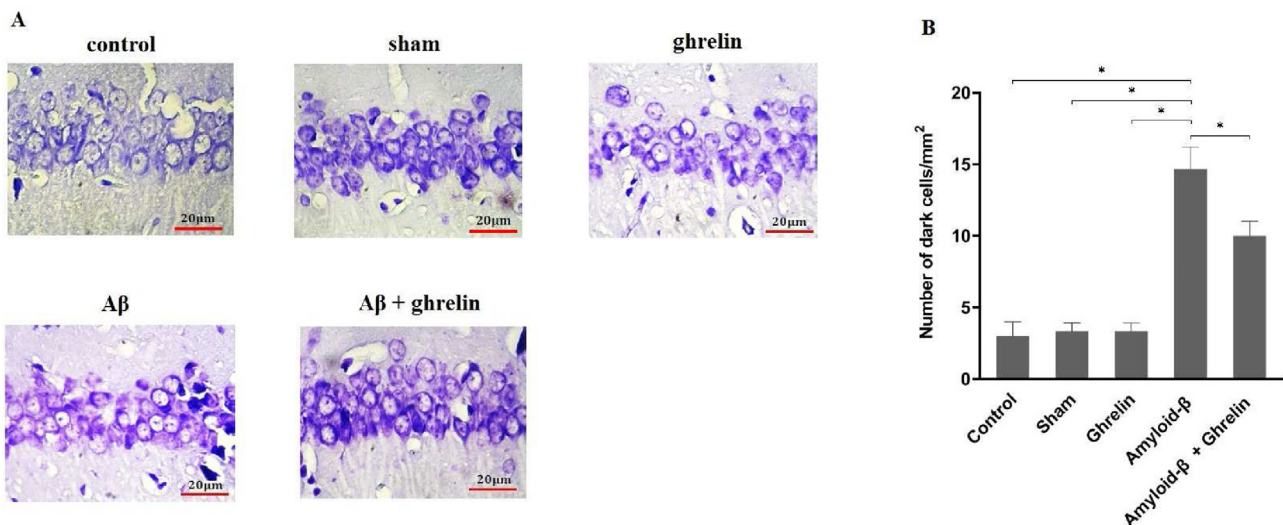 A
control
sham
ghrelin
20μm
20μm
20μm
Aβ
Aβ + ghrelin
20μm
20μm
B
*
*
*
*
Number of dark cells/mm²
20
15
10
5
0
Control
Sham
Ghrelin
Amyloid-β
Amyloid-β + Ghrelin